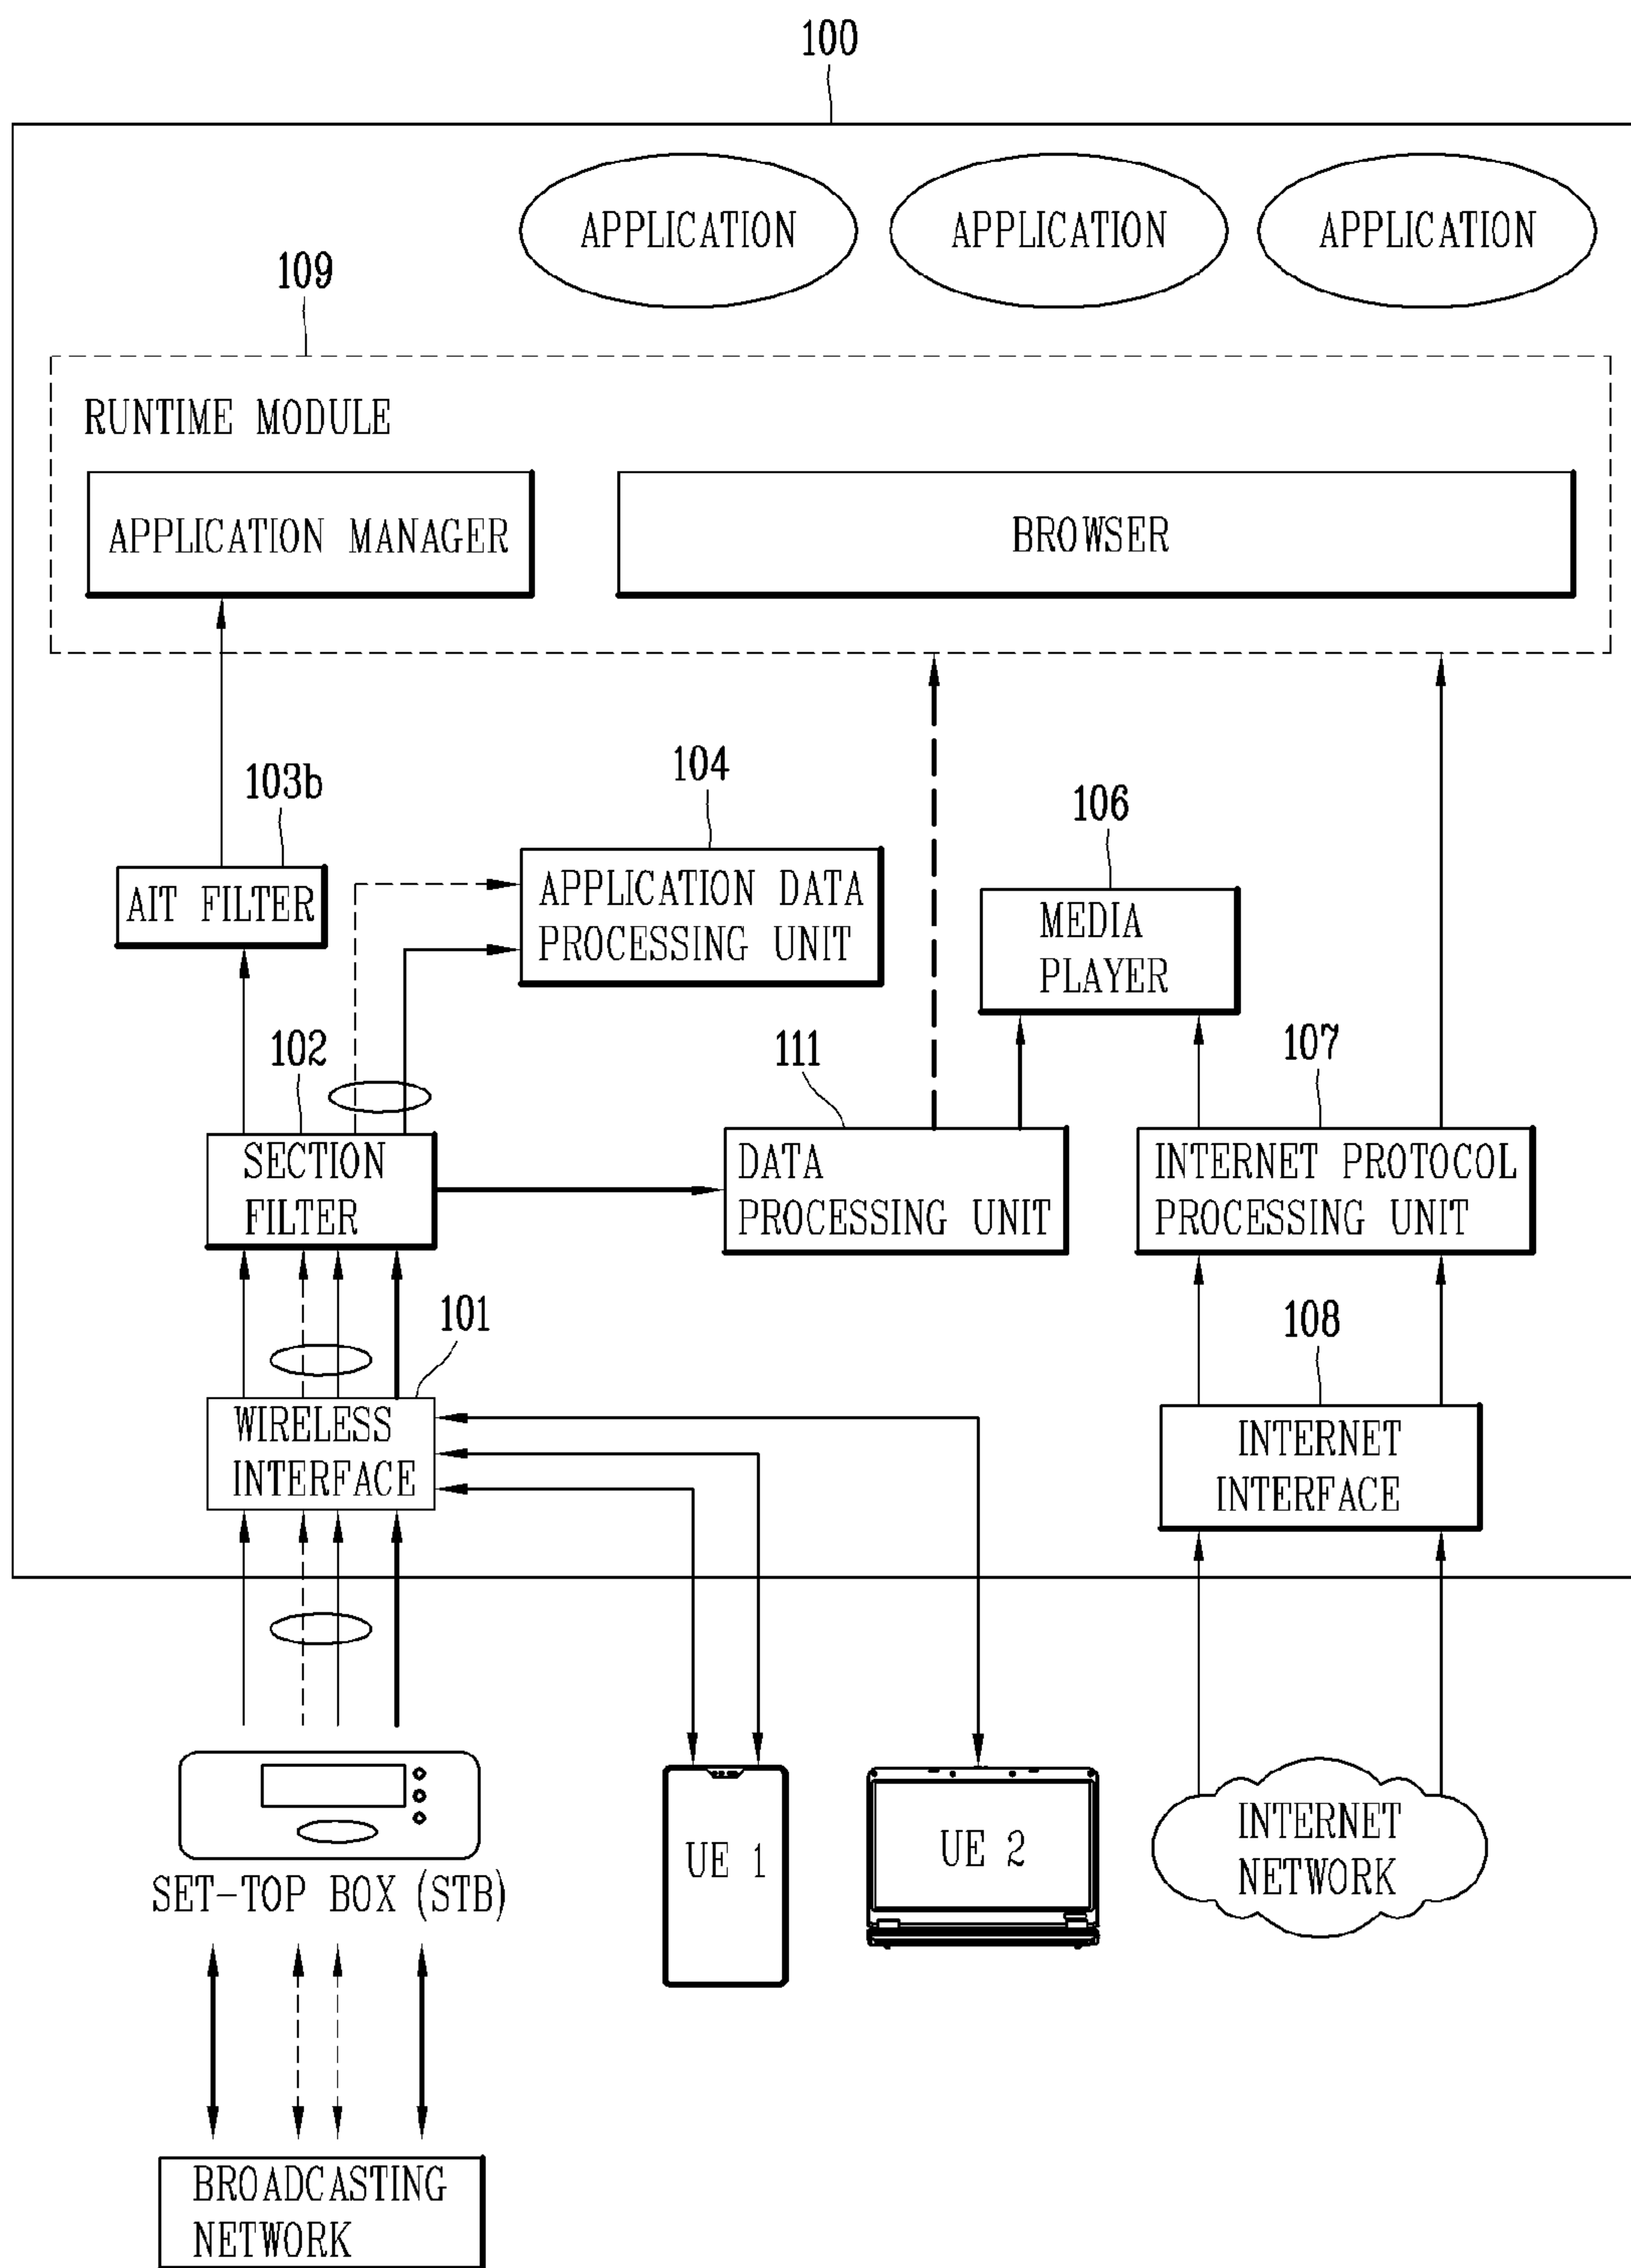 100
APPLICATION
APPLICATION
APPLICATION
109
RUNTIME MODULE
APPLICATION MANAGER
BROWSER
103b
104
106
AIT FILTER
APPLICATION DATA
PROCESSING UNIT
MEDIA
PLAYER
102
111
107
SECTION
FILTER
DATA
PROCESSING UNIT
INTERNET PROTOCOL
PROCESSING UNIT
101
108
WIRELESS
INTERFACE
INTERNET
INTERFACE
UE 1
UE 2
INTERNET
NETWORK
SET-TOP BOX (STB)
BROADCASTING
NETWORK